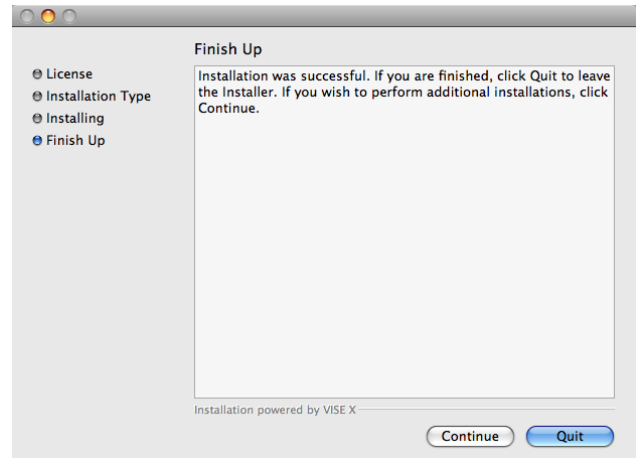 Finish Up
License
Installation Type
Installing
Finish Up
Installation was successful. If you are finished, click Quit to leave
the Installer. If you wish to perform additional installations, click
Continue.
Installation powered by VISE X
Continue
Quit